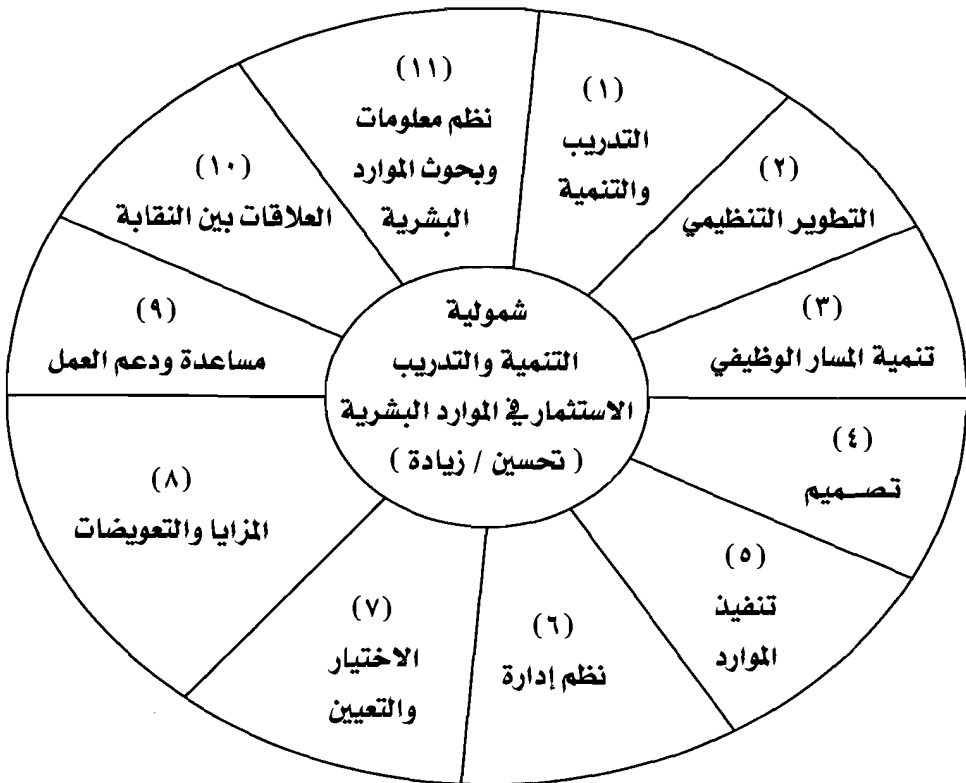 (١)
التدريب
والتنمية
(٢)
التطوير التنظيمي
(٣)
تنمية المسار الوظيفي
(٤)
تصـميم
(٥)
تنفيذ
الموارد
(٦)
نظم إدارة
(٧)
الاختيار
والتعيين
(٨)
المزايا والتعويضات
(٩)
مساعدة ودعم العمل
(١٠)
العلاقات بين النقابة
(١١)
نظم معلومات
وبحوث الموارد
البشرية
شمولية
التنمية والتدريب
الاستثمار في الموارد البشرية
( تحسين / زيادة )